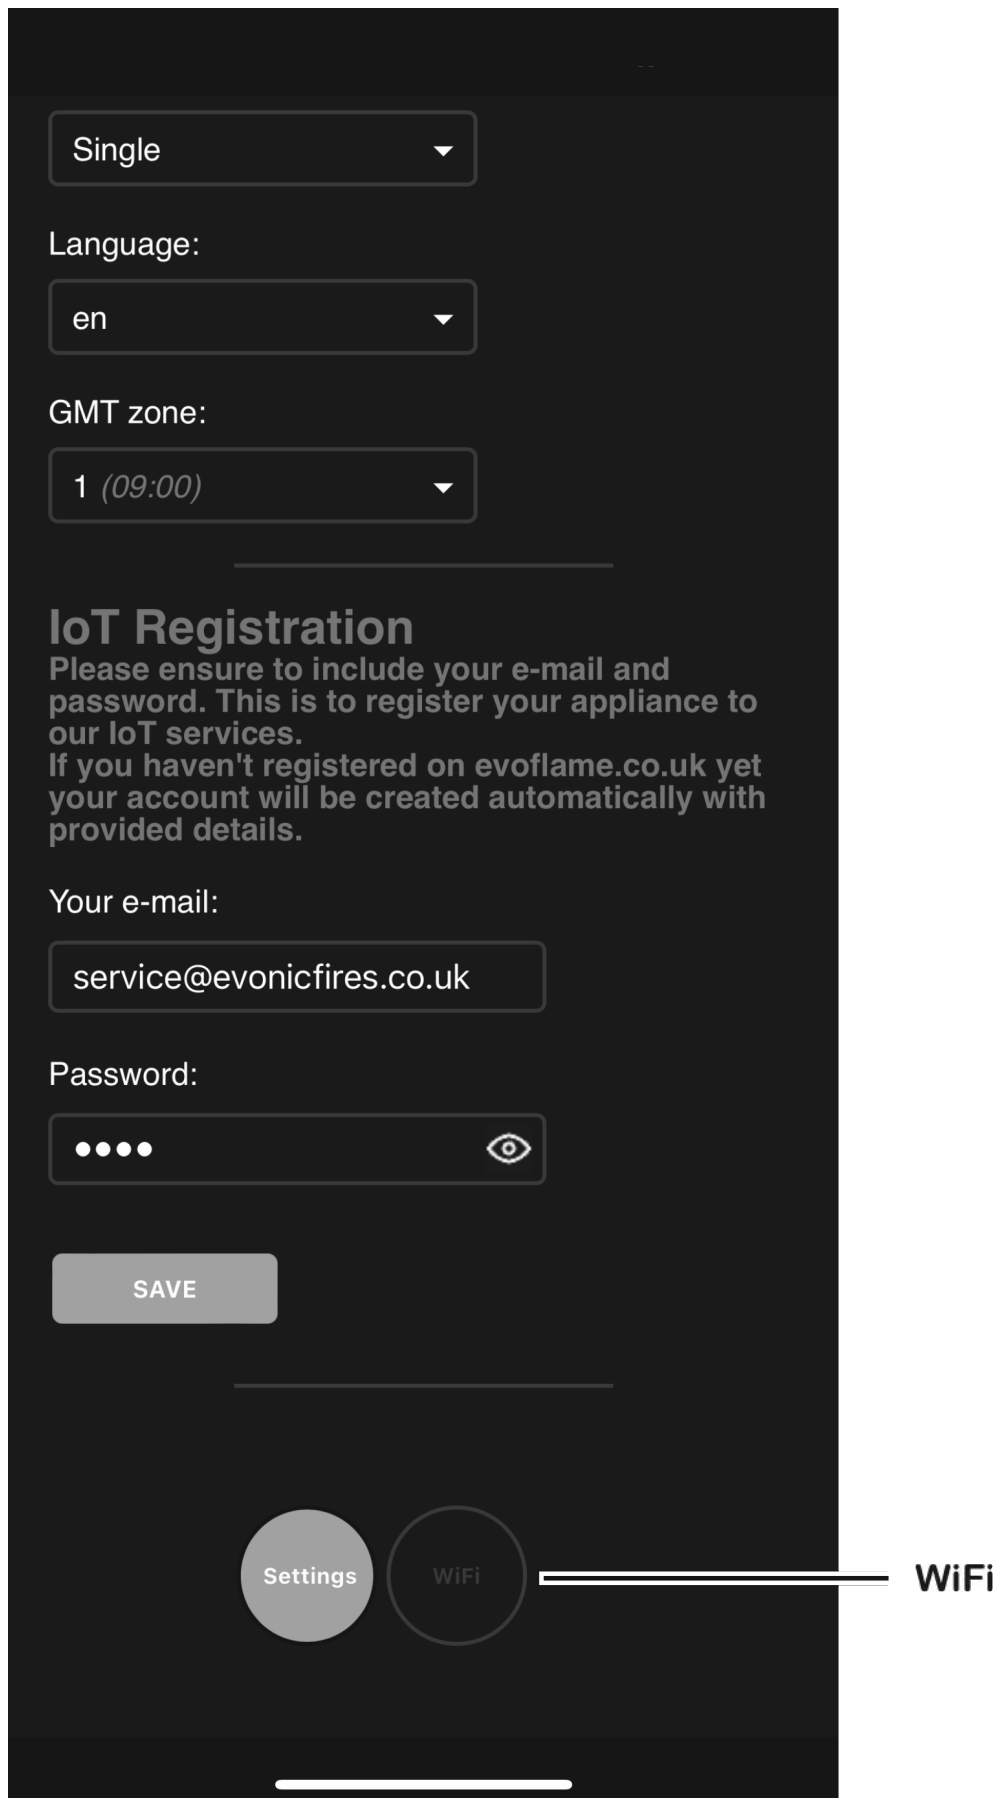 Single
Language:
en
GMT zone:
1 (09:00)
IoT Registration
Please ensure to include your e-mail and
password. This is to register your appliance to
our IoT services.
If you haven't registered on evoflame.co.uk yet
your account will be created automatically with
provided details.
Your e-mail:
service@evonicfires.co.uk
Password:
••••
SAVE
Settings
WiFi
WiFi